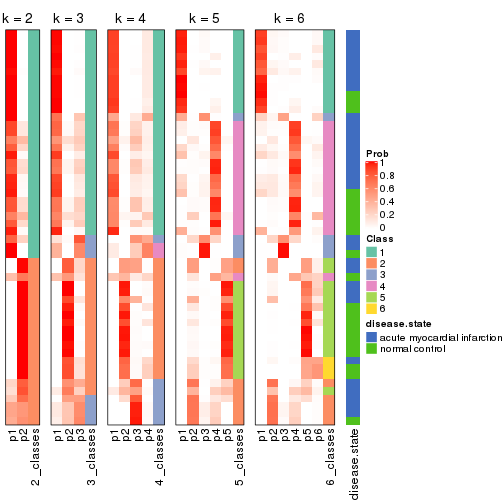 k = 2 k = 3 k = 4 k = 5 k = 6
Prob
1
0.8
0.6
0.4
0.2
0
Class
1
2
3
4
5
6
disease.state
acute myocardial infarction
normal control
p1 p2 2_classes p1 p2 p3 3_classes p1 p2 p3 p4 4_classes p1 p2 p3 p4 p5 5_classes p1 p2 p3 p4 p5 p6 6_classes disease.state